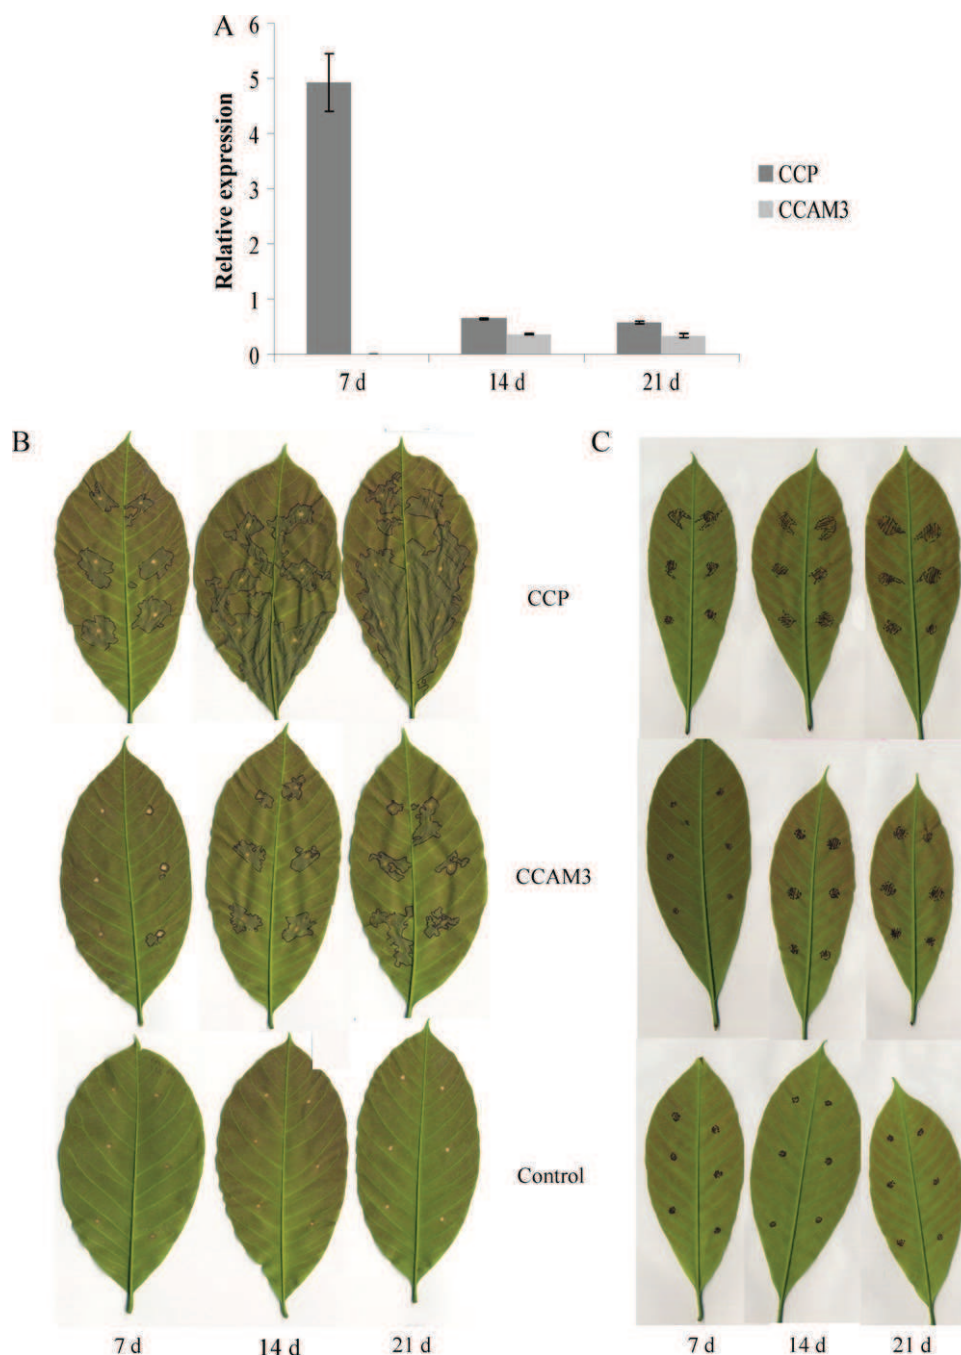 A
Relative expression
6
5
4
3
2
1
0
7 d
14 d
21 d
CCP
CCAM3
B
C
CCP
CCAM3
Control
7 d
14 d
21 d
7 d
14 d
21 d